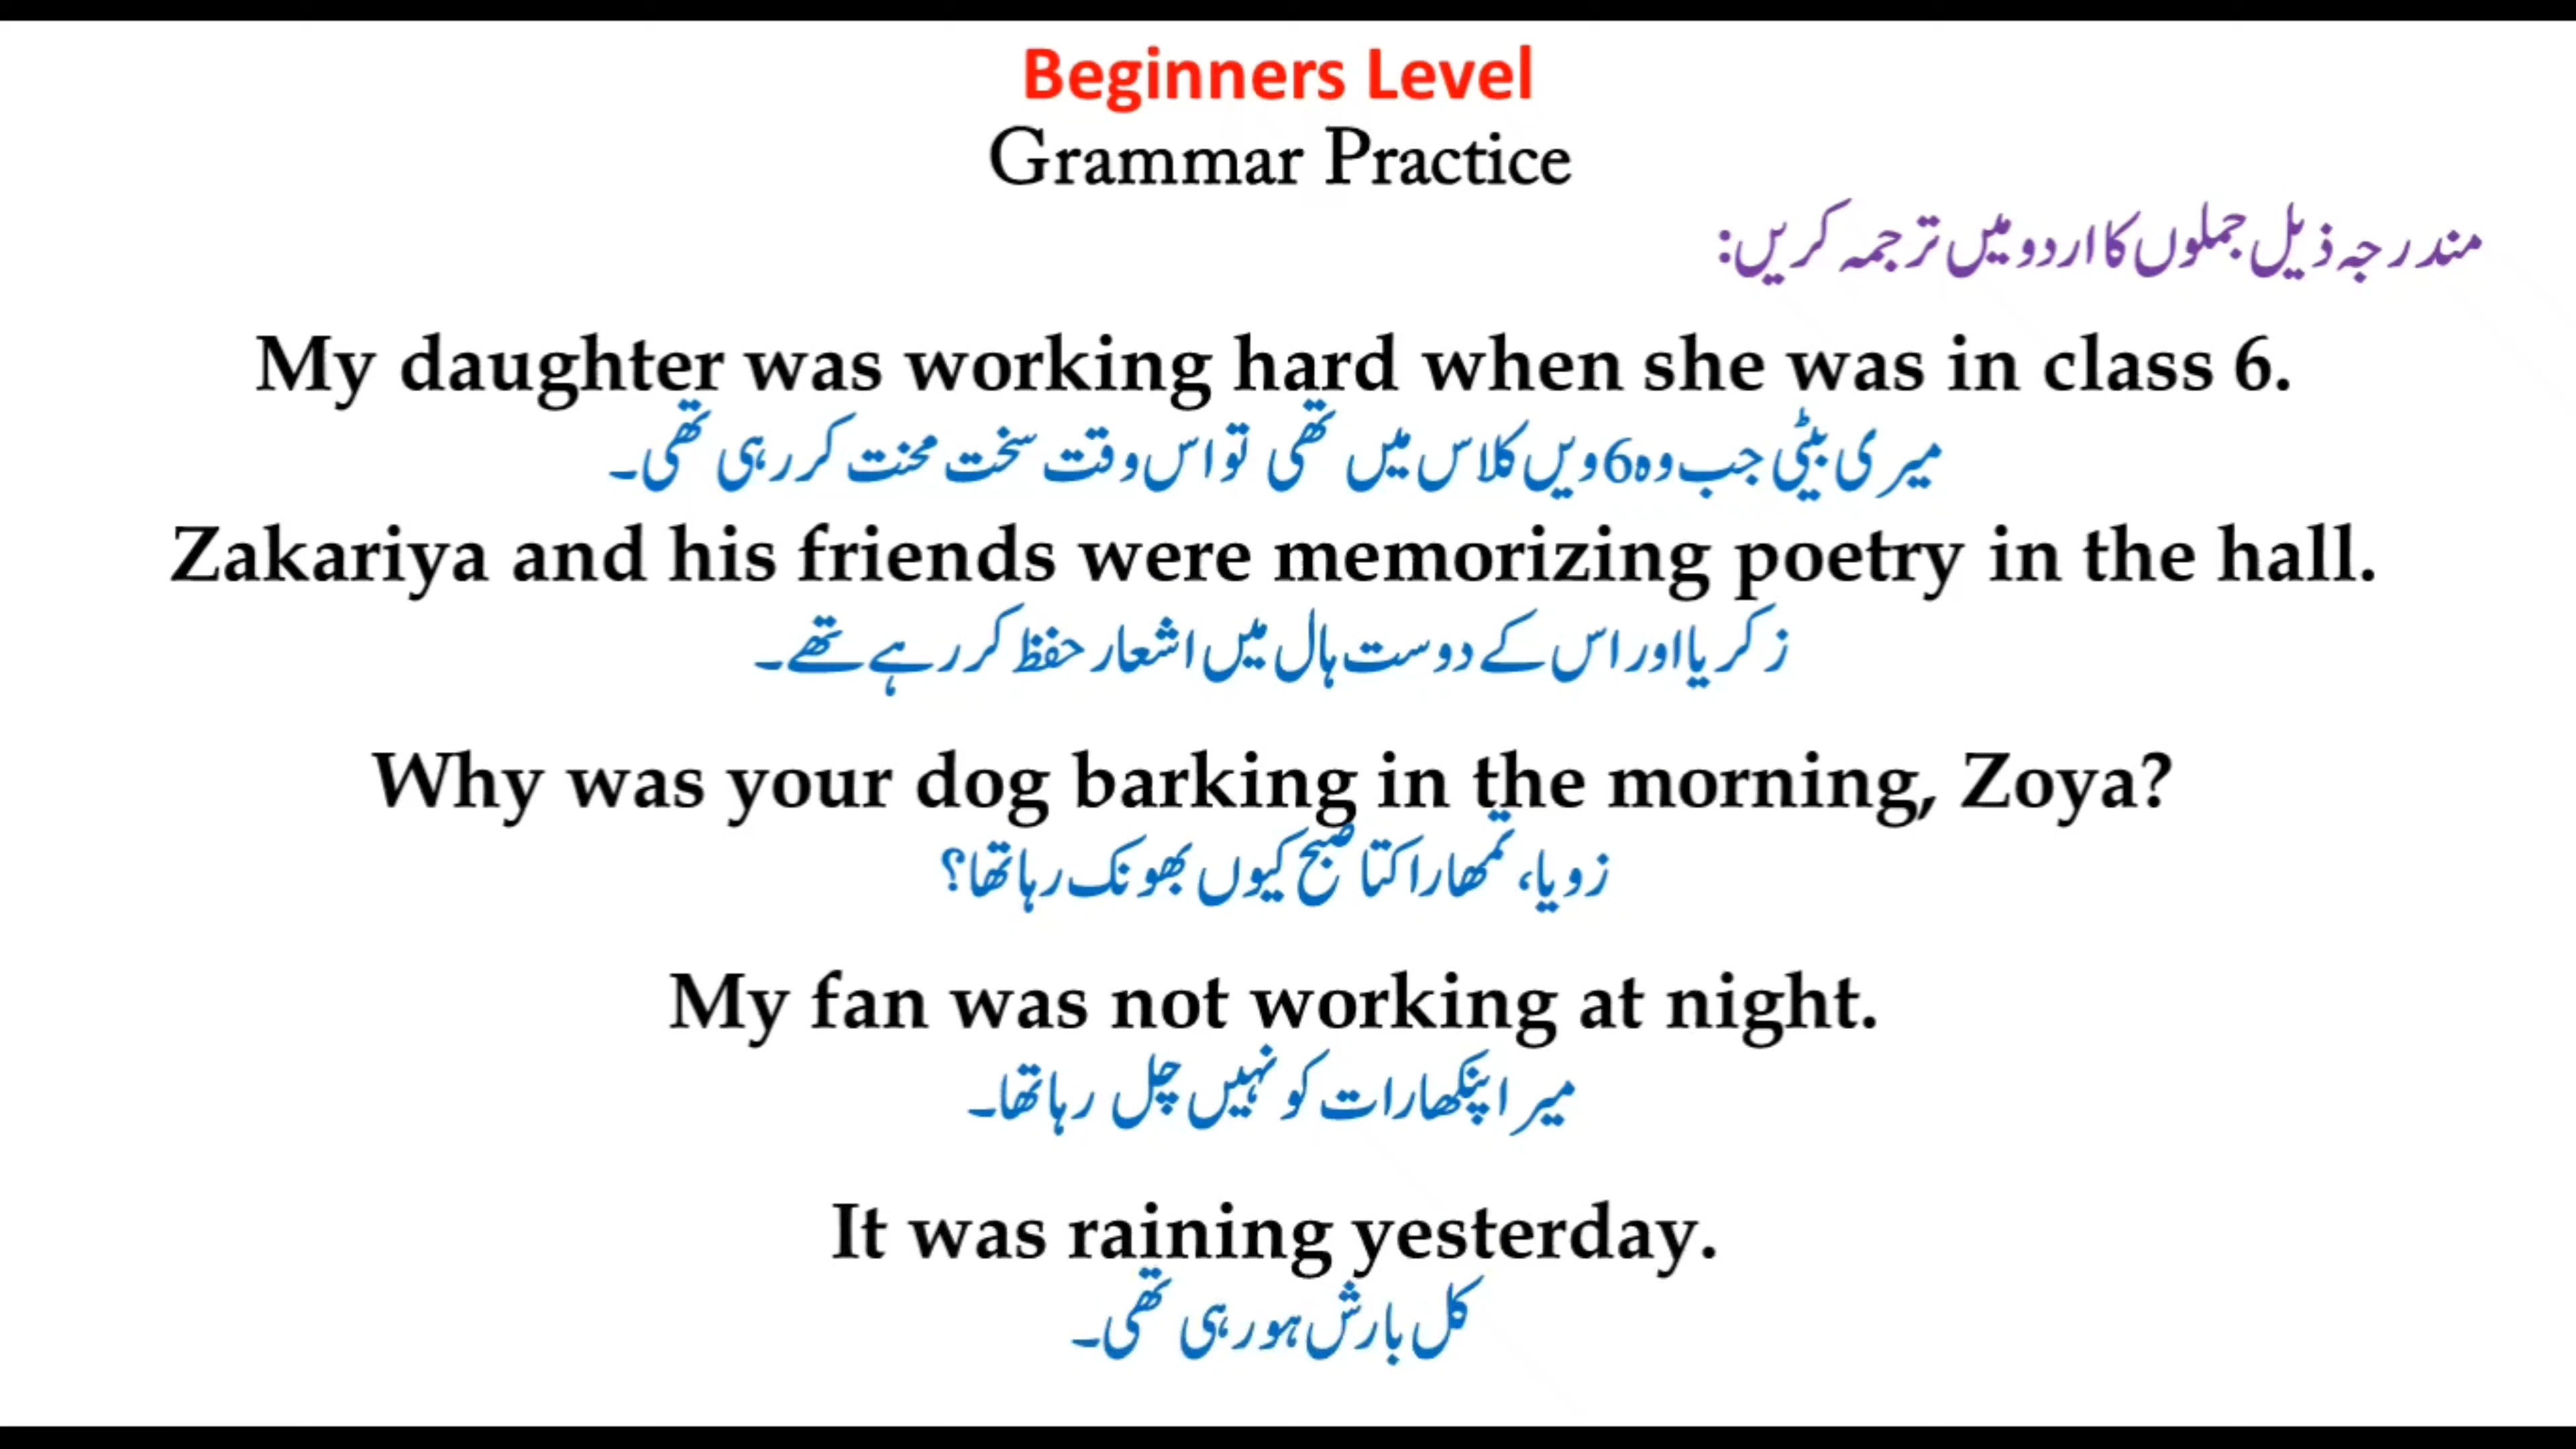 Beginners Level
Grammar Practice
مندرجہ ذیل جملوں کا اردو میں ترجمہ کریں:
My daughter was working hard when she was in class 6.
میری بیٹی جب وہ 6 ویں کلاس میں تھی تو اس وقت سخت محنت کر رہی تھی۔
Zakariya and his friends were memorizing poetry in the hall.
زکریا اور اس کے دوست ہال میں اشعار حفظ کر رہے تھے۔
Why was your dog barking in the morning, Zoya?
زویا، تمھارا کتا صبح کیوں بھونک رہا تھا؟
My fan was not working at night.
میرا پنکھا رات کو نہیں چل رہا تھا۔
It was raining yesterday.
کل بارش ہو رہی تھی۔